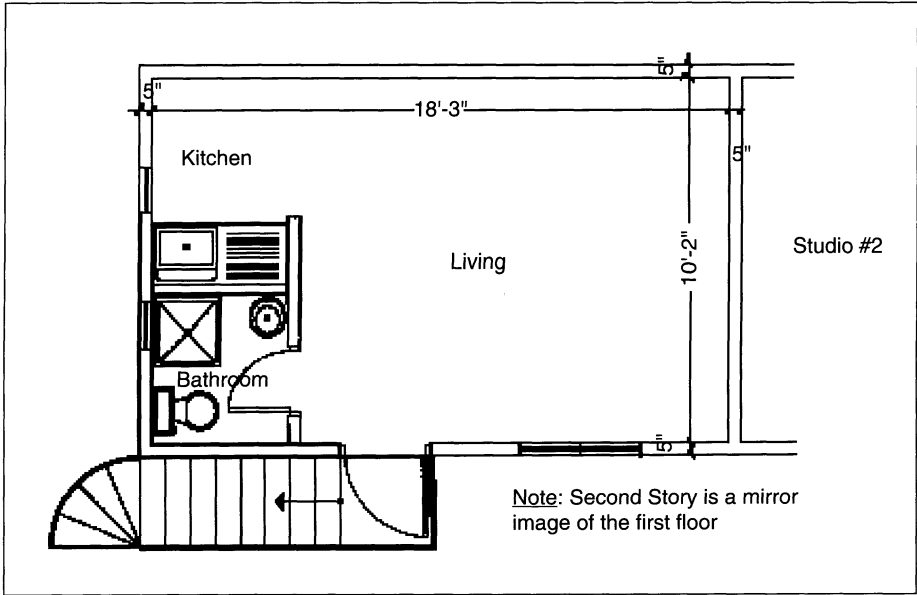 5"
5"
18'-3"
Kitchen
5"
10'-2"
Studio #2
Living
Bathroom
5"
Note: Second Story is a mirror
image of the first floor